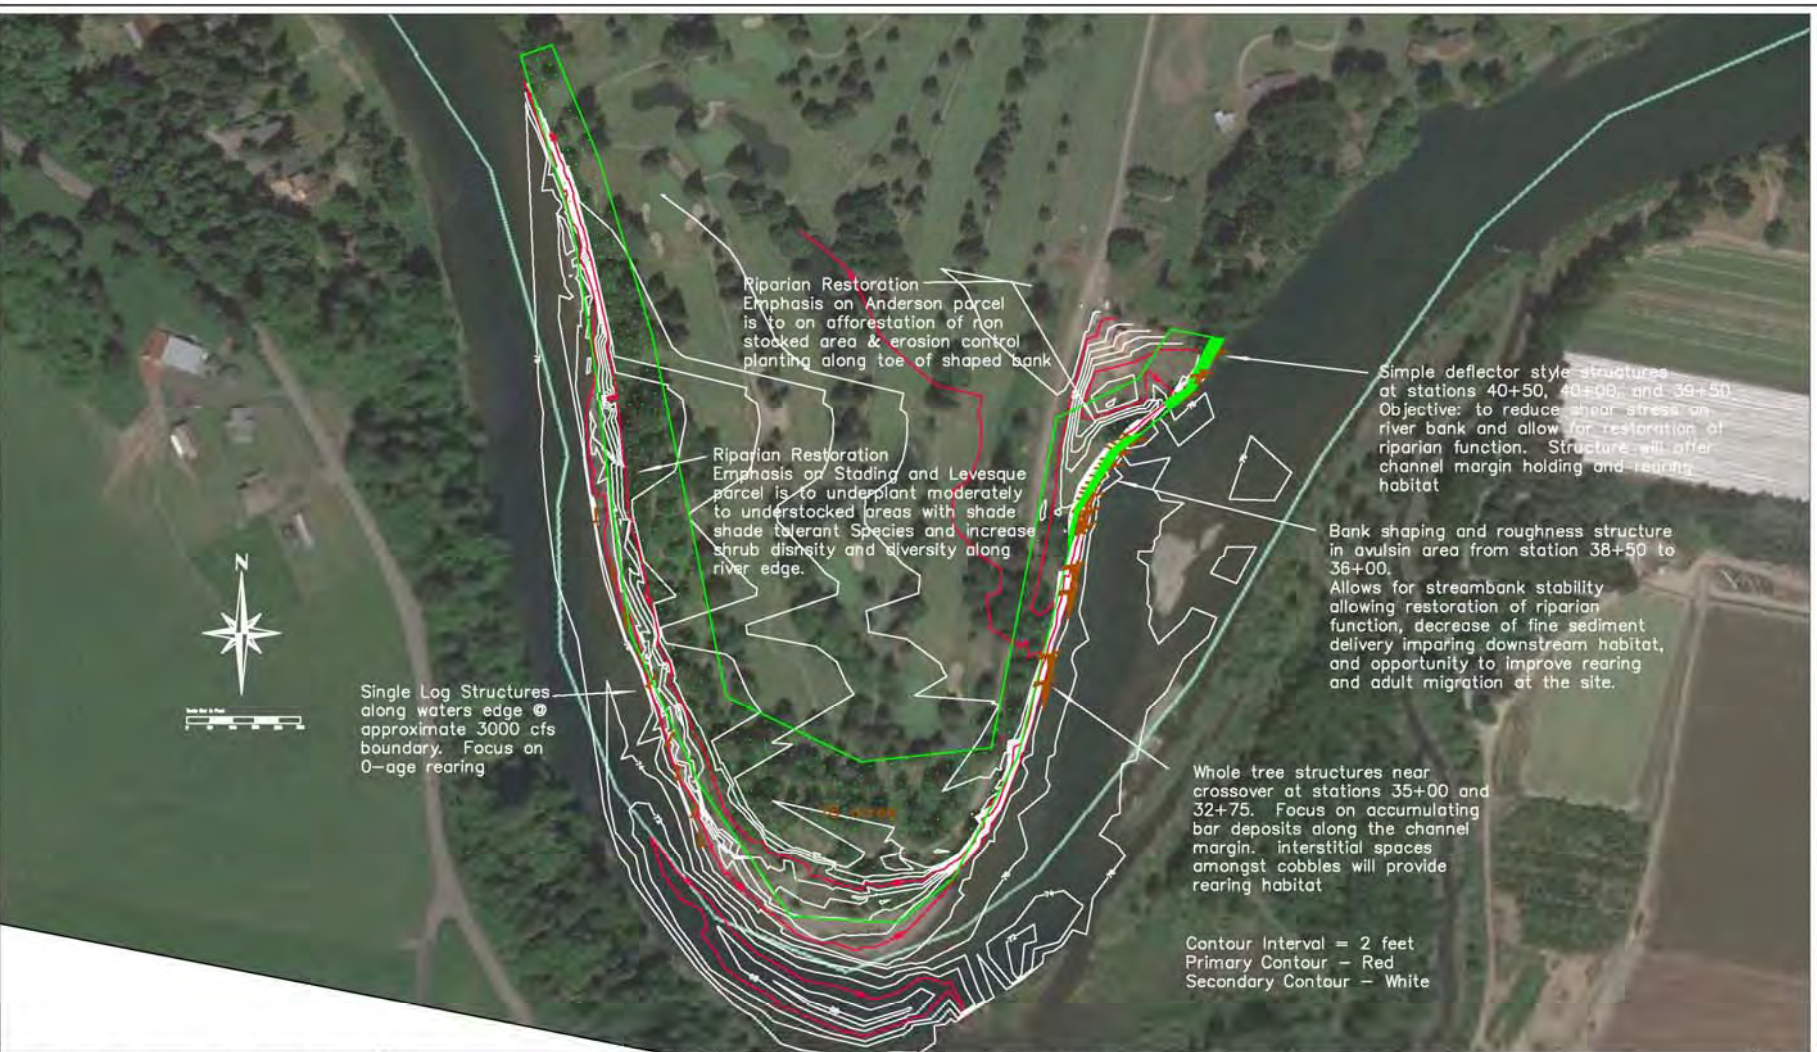 Riparian Restoration
Emphasis on Anderson parcel
is to on afforestation of non
stocked area & erosion control
planting along toe of shaped bank
Simple deflector style structures
at stations 40+50, 40+00, and 39+50
Objective: to reduce shear stress on
river bank and allow for restoration of
riparian function. Structure will offer
channel margin holding and rearing
habitat
Riparian Restoration
Emphasis on Stading and Levesque
parcel is to underplant moderately
to understocked areas with shade
shade tolerant Species and increase
shrub disnsity and diversity along
river edge.
Bank shaping and roughness structure
in avulsin area from station 38+50 to
36+00.
Allows for streambank stability
allowing restoration of riparian
function, decrease of fine sediment
delivery imparing downstream habitat,
and opportunity to improve rearing
and adult migration at the site.
N
Single Log Structures
along waters edge @
approximate 3000 cfs
boundary. Focus on
0-age rearing
Whole tree structures near
crossover at stations 35+00 and
32+75. Focus on accumulating
bar deposits along the channel
margin. interstitial spaces
amongst cobbles will provide
rearing habitat
Contour Interval = 2 feet
Primary Contour - Red
Secondary Contour - White